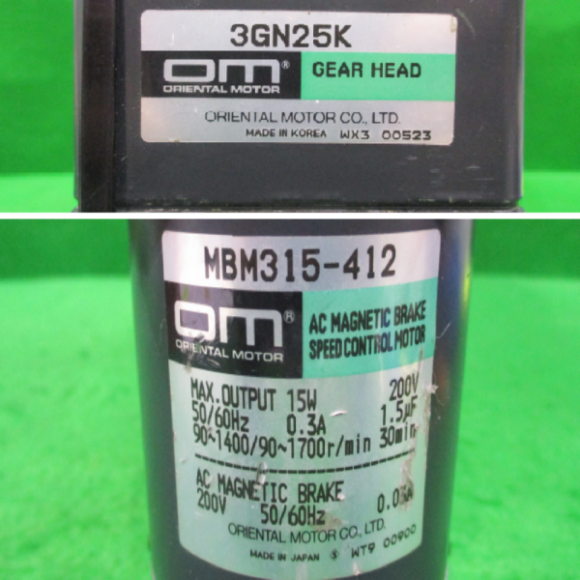 3GN25K
om® GEAR HEAD
ORIENTAL MOTOR
ORIENTAL MOTOR CO., LTD.
MADE IN KOREA WX3 00523
MBM315-412
om® AC MAGNETIC BRAKE
ORIENTAL MOTOR SPEED CONTROL MOTOR
MAX.OUTPUT 15W 200V
50/60Hz 0.3A 1.5µF
90~1400/90~1700r/min 30min
AC MAGNETIC BRAKE
200V 50/60Hz 0.03A
ORIENTAL MOTOR CO., LTD.
MADE IN JAPAN Ⓢ WT9 00900